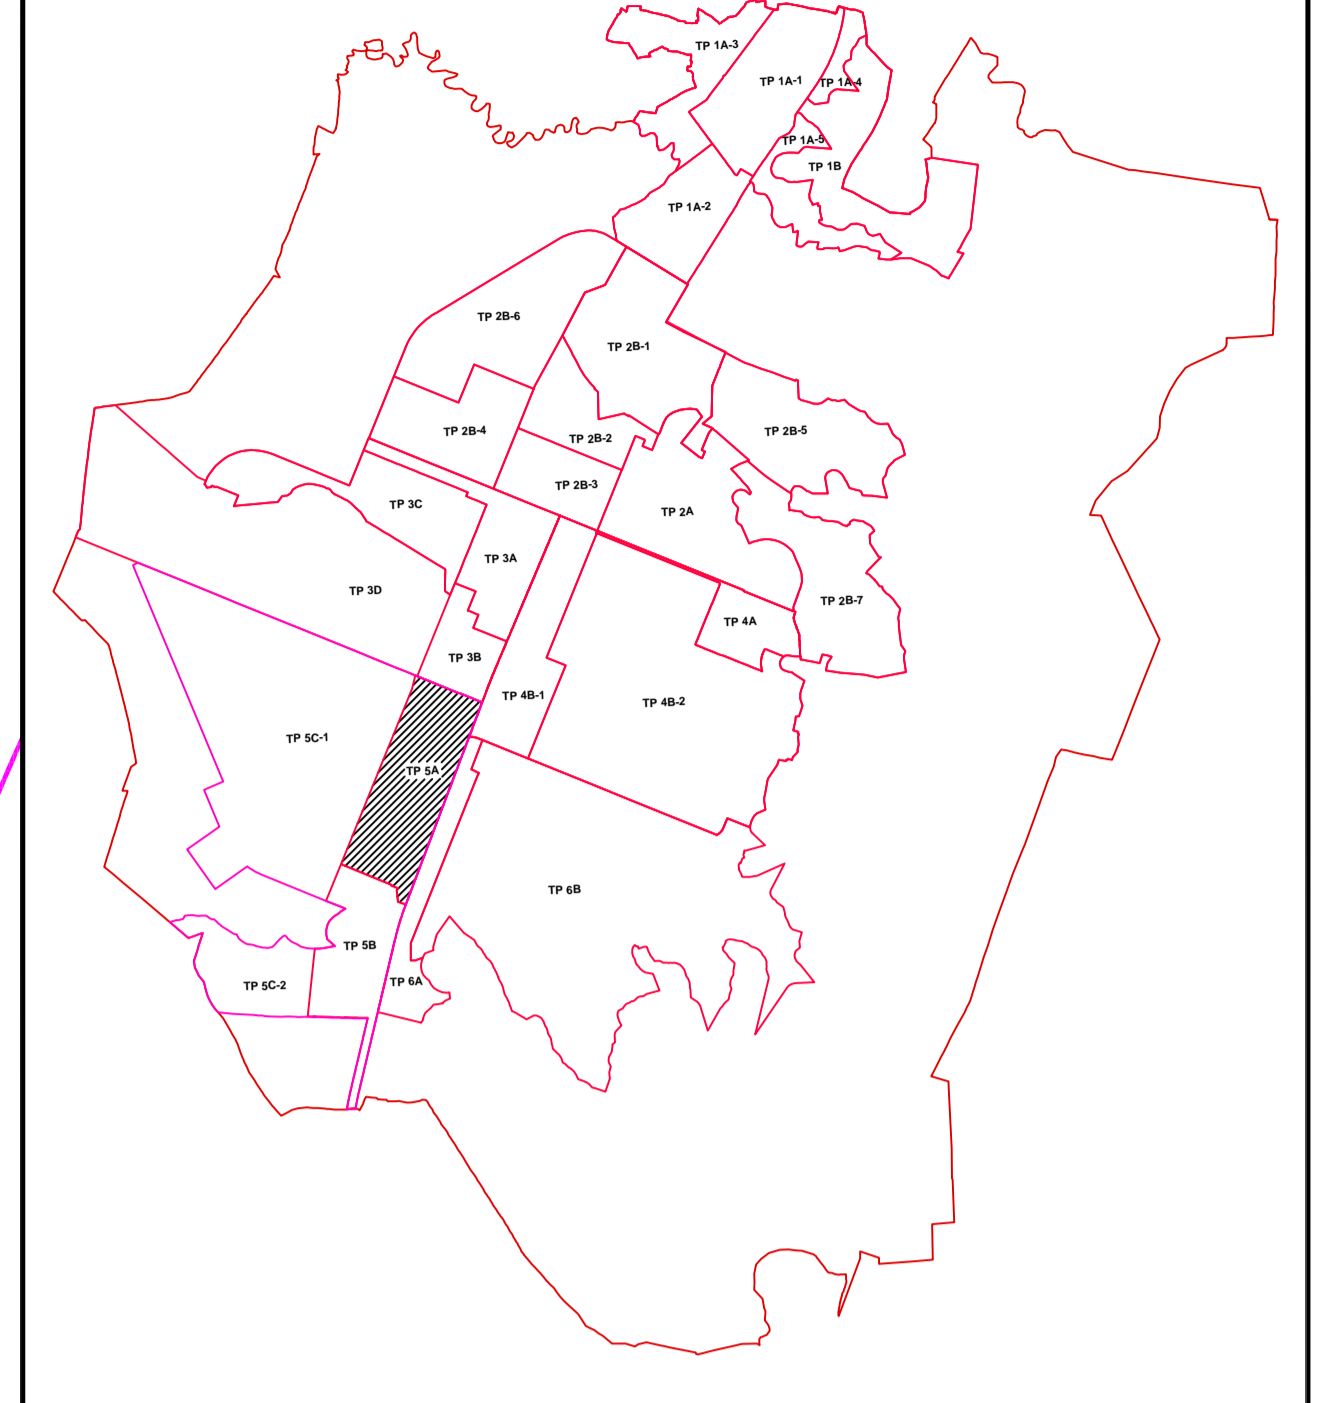 TP 1A-3
TP 1A-1
TP 1A-4
TP 1A-5
TP 1B
TP 1A-2
TP 2B-6
TP 2B-1
TP 2B-4
TP 2B-2
TP 2B-5
TP 2B-3
TP 3C
TP 2A
TP 3A
TP 3D
TP 2B-7
TP 4A
TP 3B
TP 4B-1
TP 4B-2
TP 5C-1
TP 5A
TP 6B
TP 5B
TP 6A
TP 5C-2